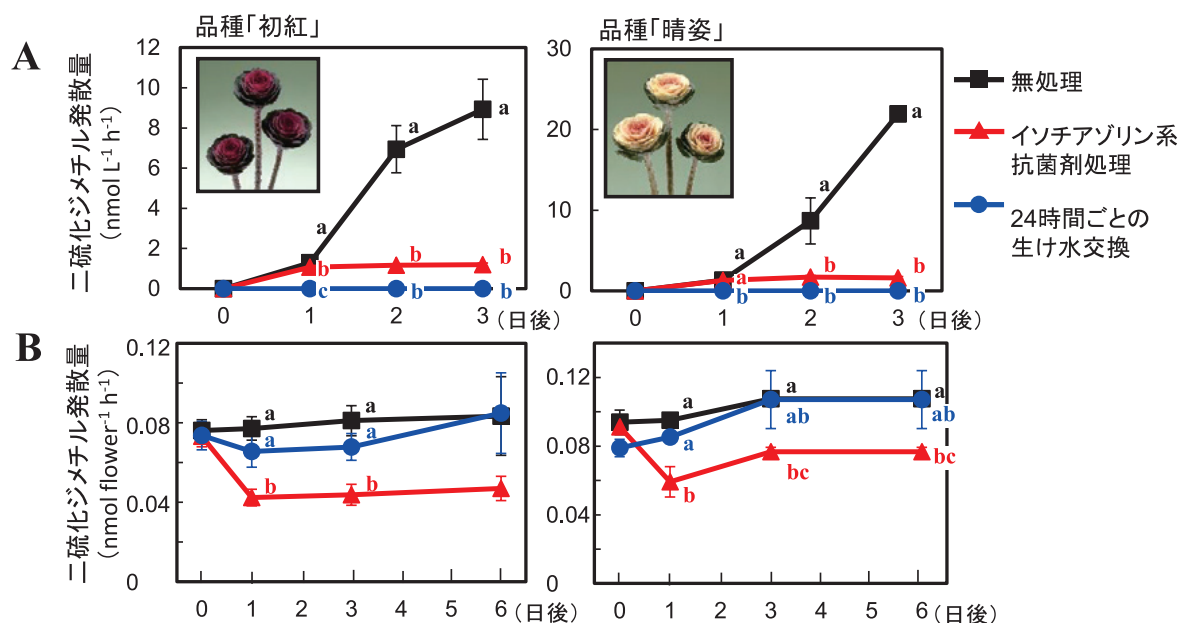 品種「初紅」
品種「晴姿」
A
二硫化ジメチル発散量
(nmol L⁻¹ h⁻¹)
12
10
8
6
4
2
0
a
a
a
b
b
b
c
b
b
0
1
2
3
(日後)
30
20
10
0
a
a
a
a
b
b
b
b
b
0
1
2
3
(日後)
無処理
イソチアゾリン系
抗菌剤処理
24時間ごとの
生け水交換
B
二硫化ジメチル発散量
(nmol flower⁻¹ h⁻¹)
0.12
0.08
0.04
0
a
a
a
a
b
b
0
1
3
6
(日後)
0.12
0.08
0.04
0
a
a
a
a
ab
ab
b
bc
bc
0
1
2
3
4
5
6
(日後)